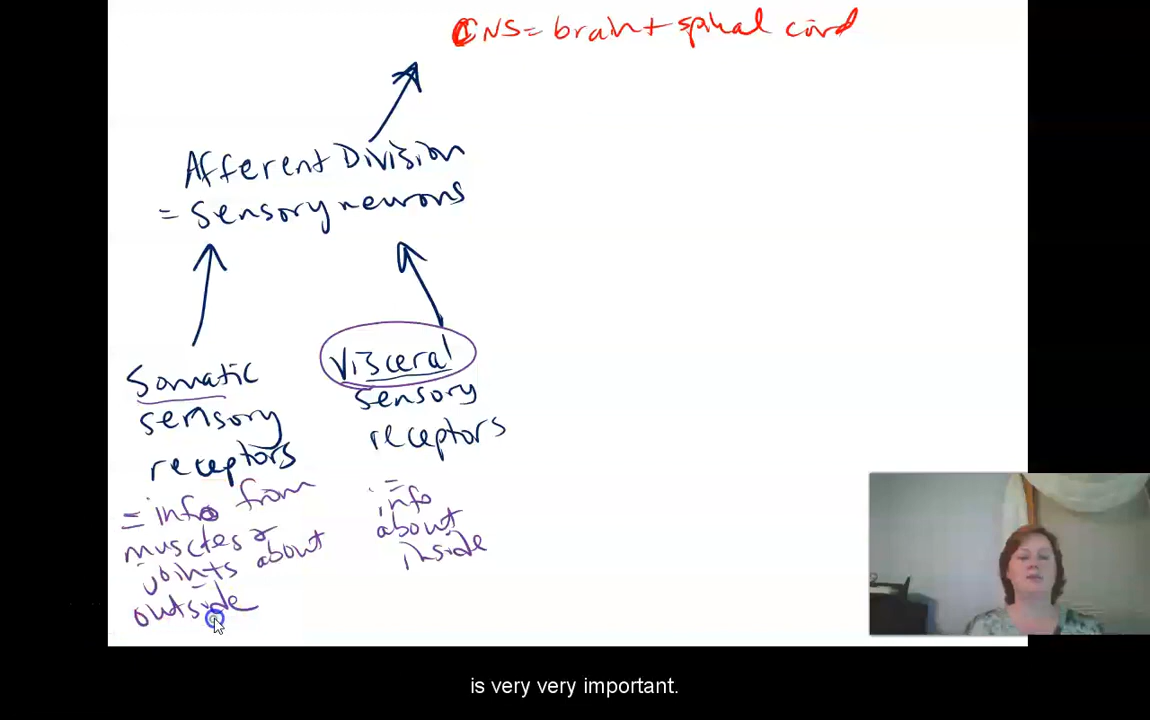 CNS = brain + spinal cord
Afferent Division
= Sensory neurons
Somatic
sensory
receptors
= info from
muscles &
joints about
outside
Visceral
sensory
receptors
= info
about
inside
is very very important.